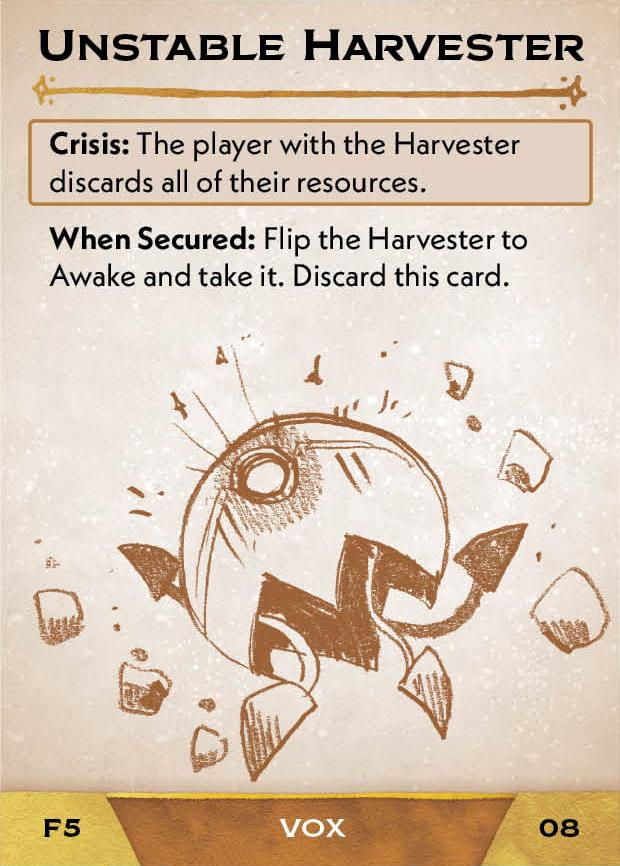 UNSTABLE HARVESTER
Crisis: The player with the Harvester
discards all of their resources.
When Secured: Flip the Harvester to
Awake and take it. Discard this card.
F5 VOX 08